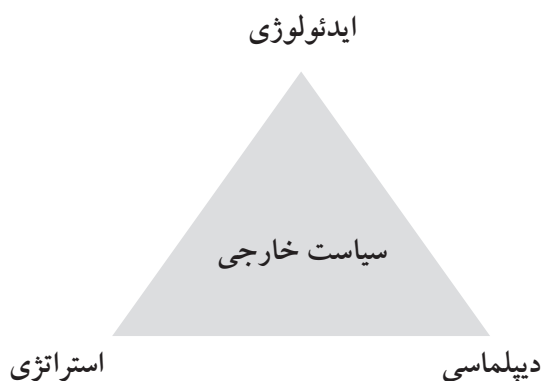 ایدئولوژی
سیاست خارجی
دیپلماسی
استراتژی